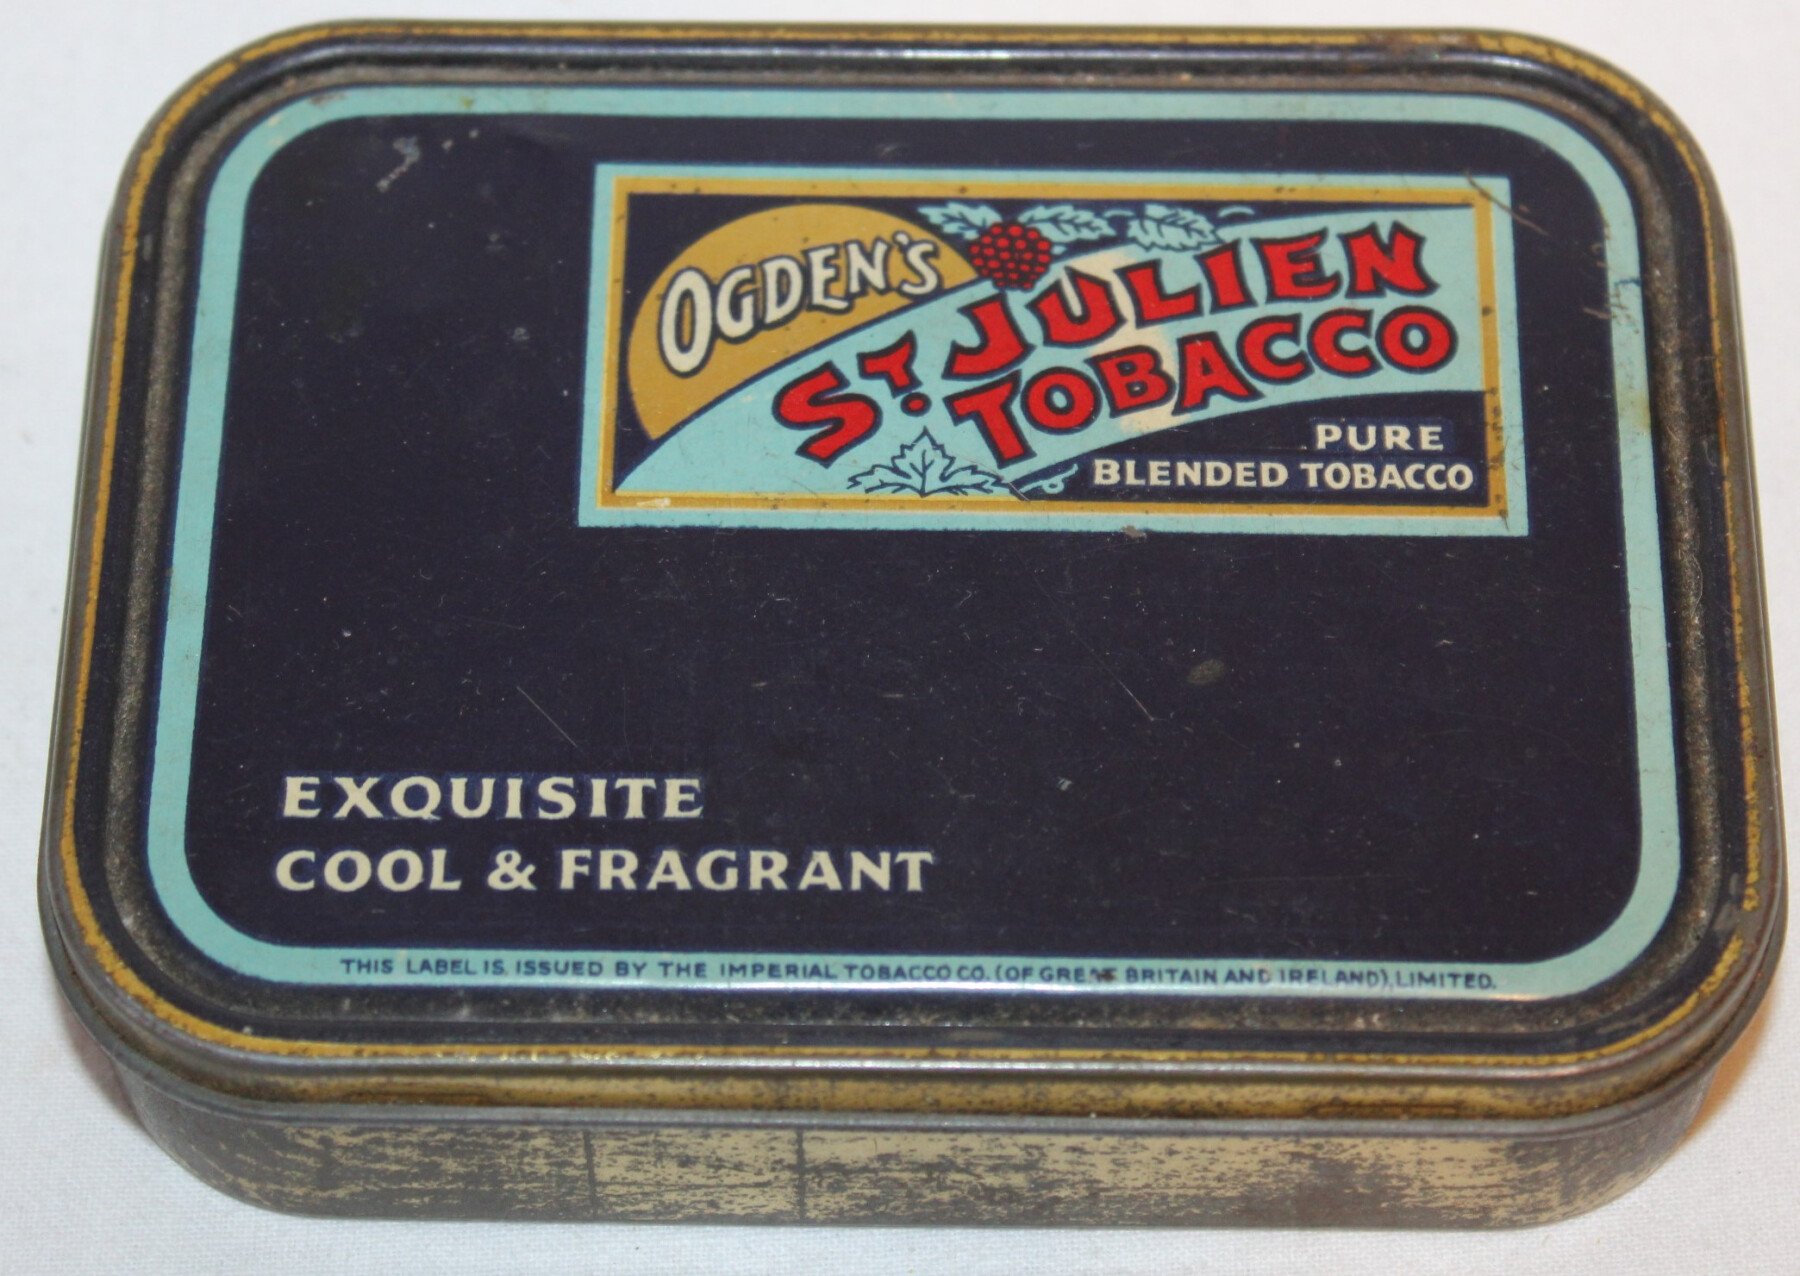 OGDEN'S
ST. JULIEN
TOBACCO
PURE
BLENDED TOBACCO
EXQUISITE
COOL & FRAGRANT
THIS LABEL IS ISSUED BY THE IMPERIAL TOBACCO CO. (OF GREAT BRITAIN AND IRELAND), LIMITED.